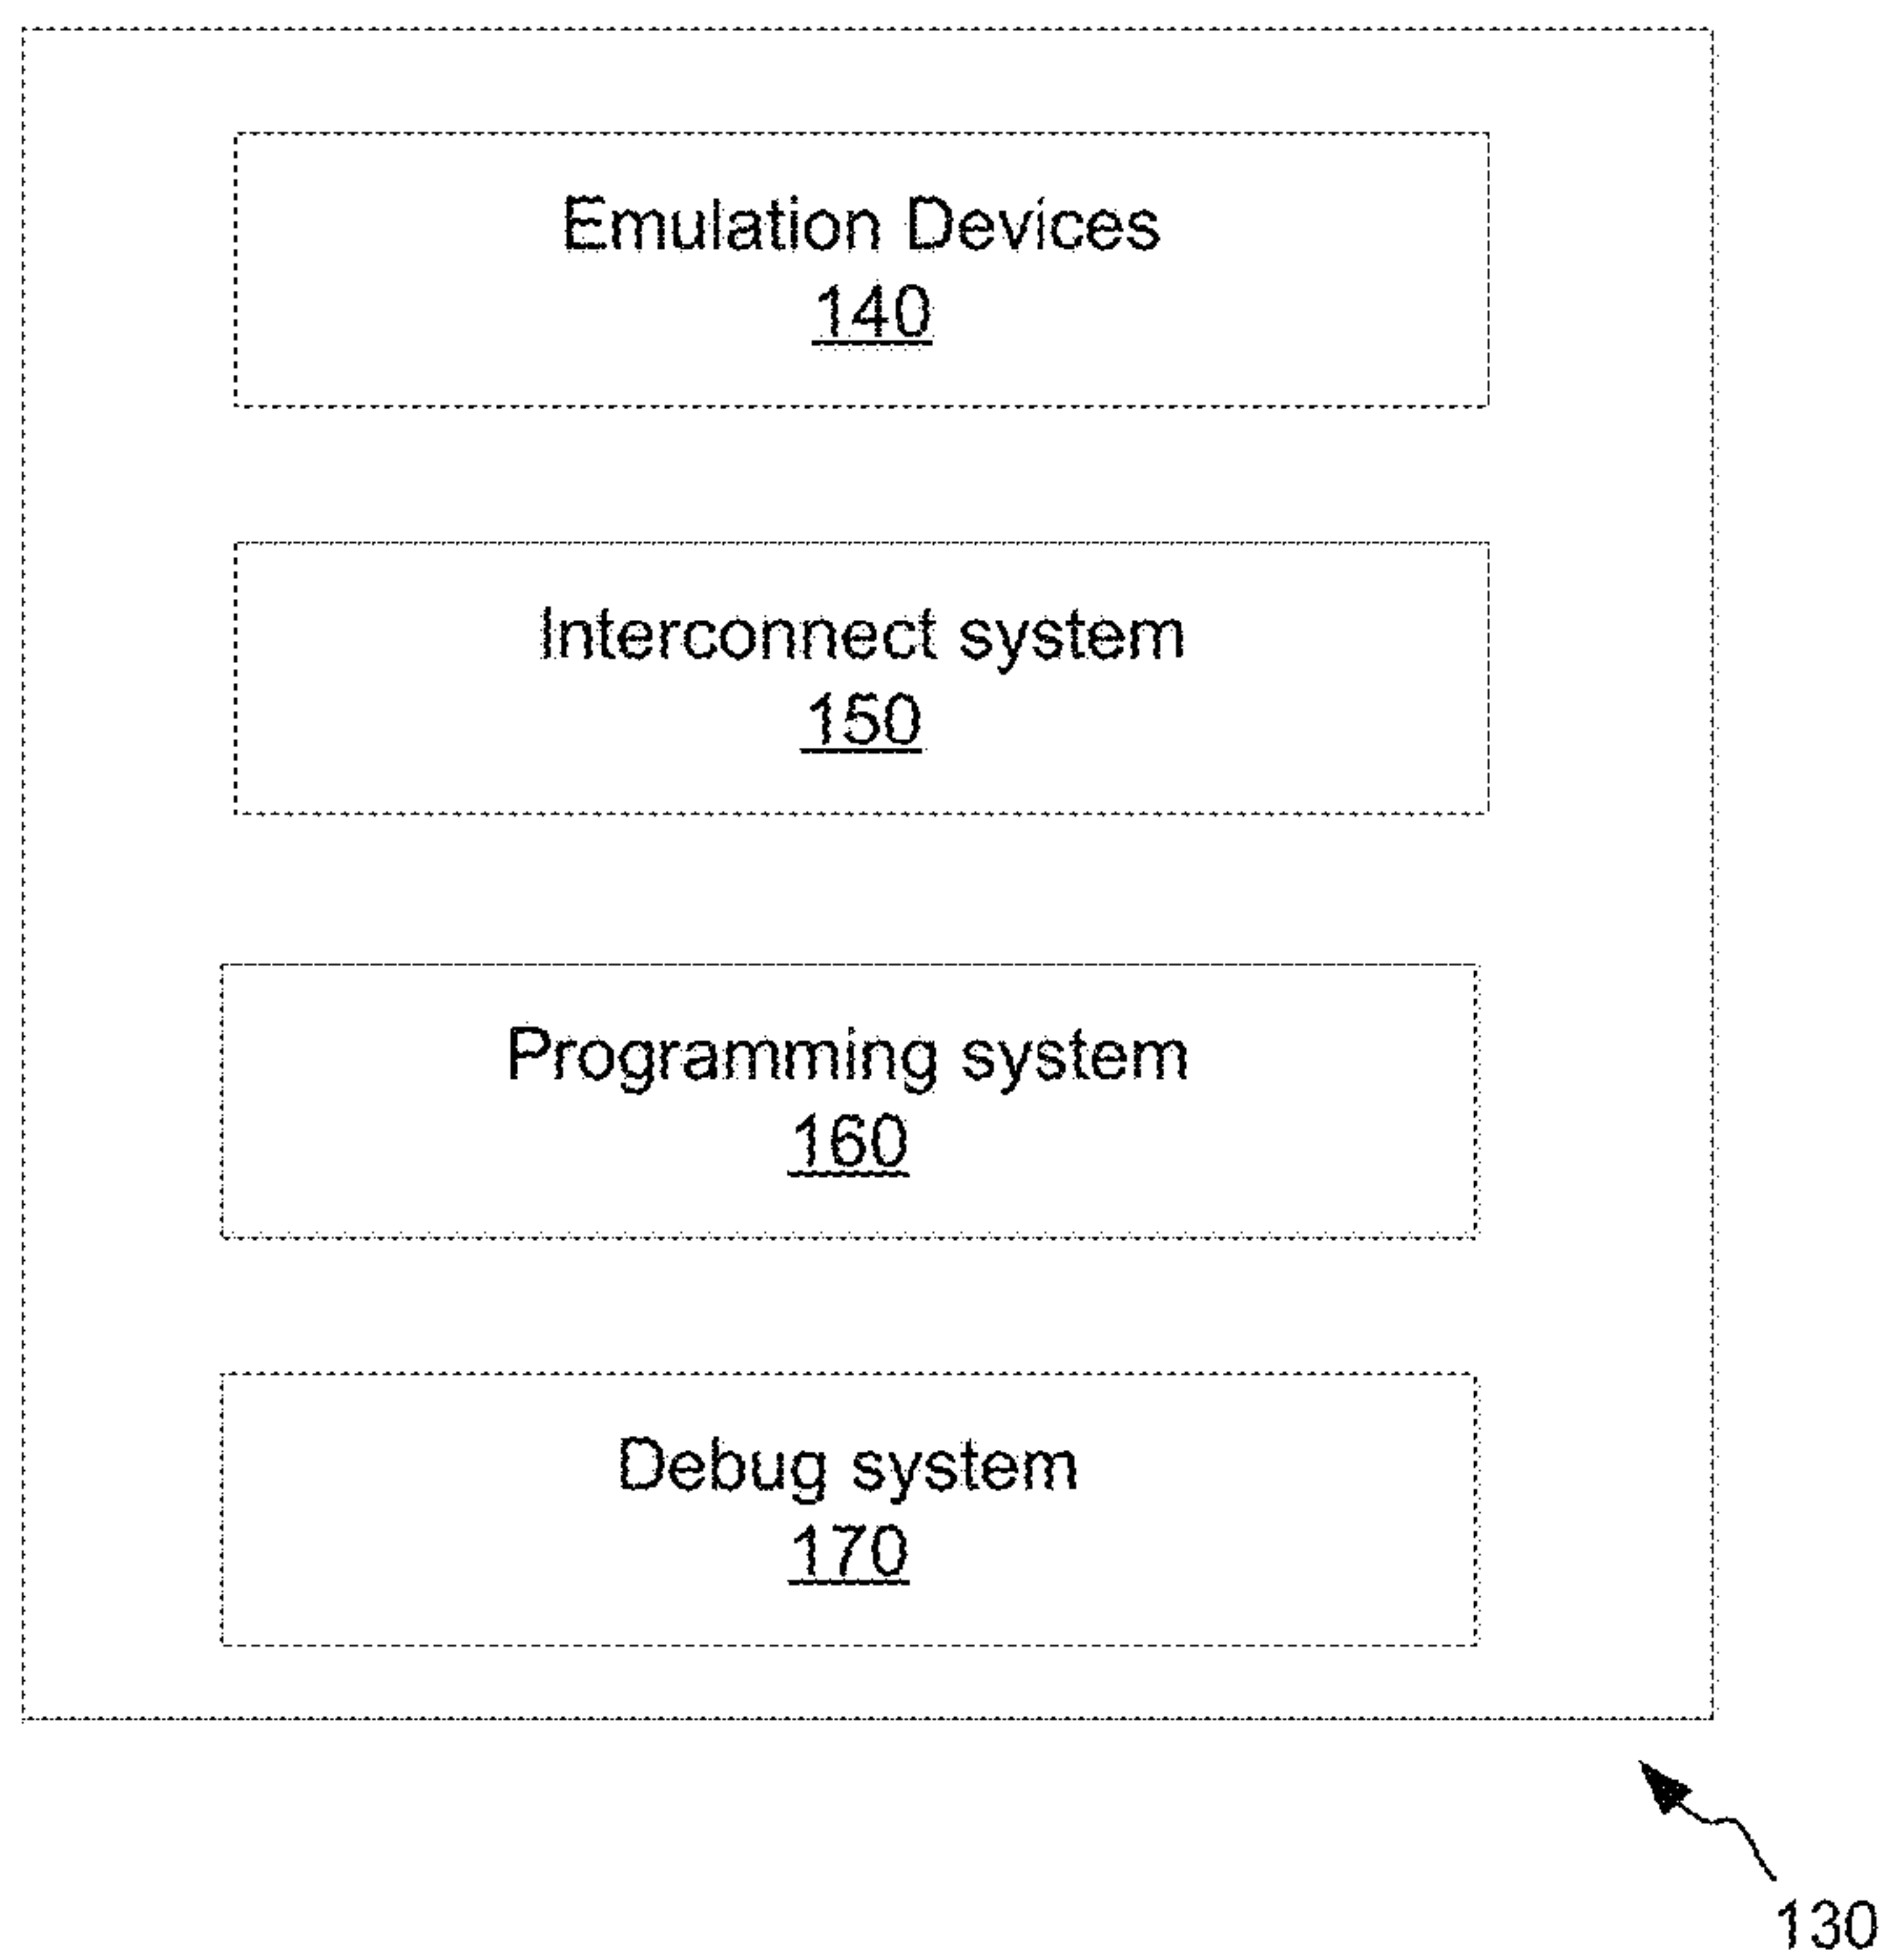 Emulation Devices
140
Interconnect system
150
Programming system
160
Debug system
170
130